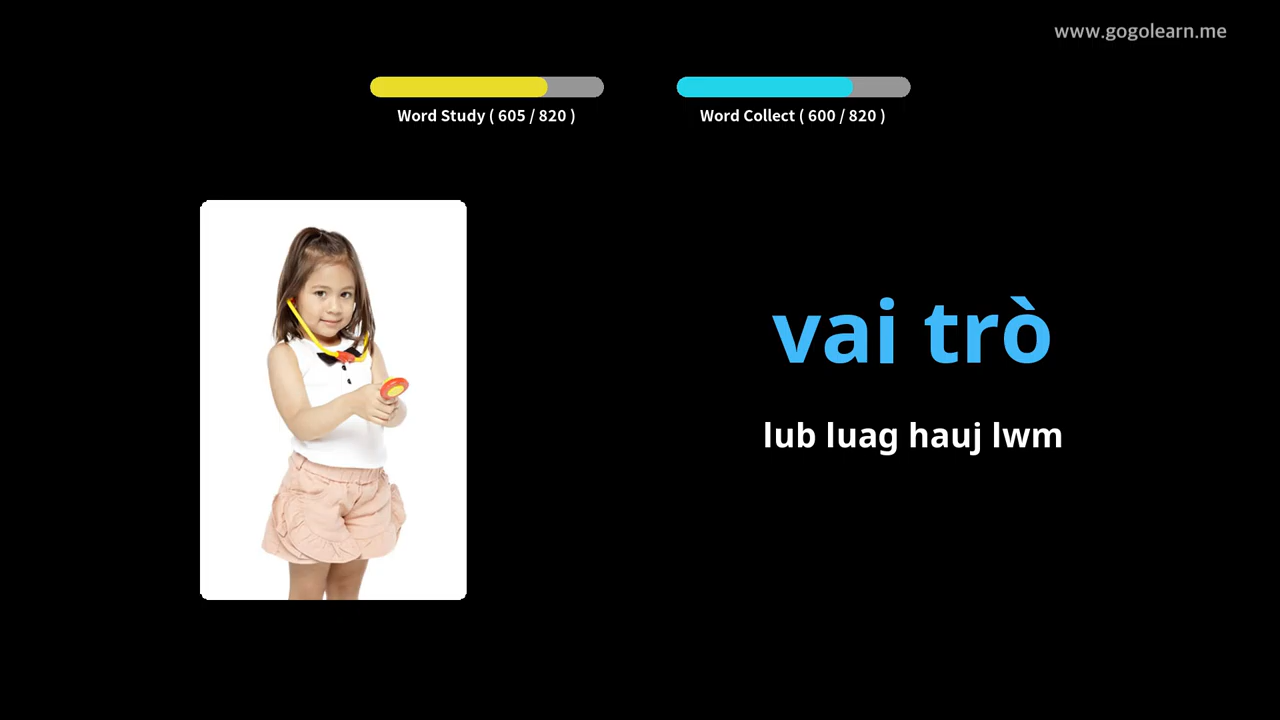 www.gogolearn.me
Word Study ( 605 / 820 )
Word Collect ( 600 / 820 )
vai trò
lub luag hauj lwm